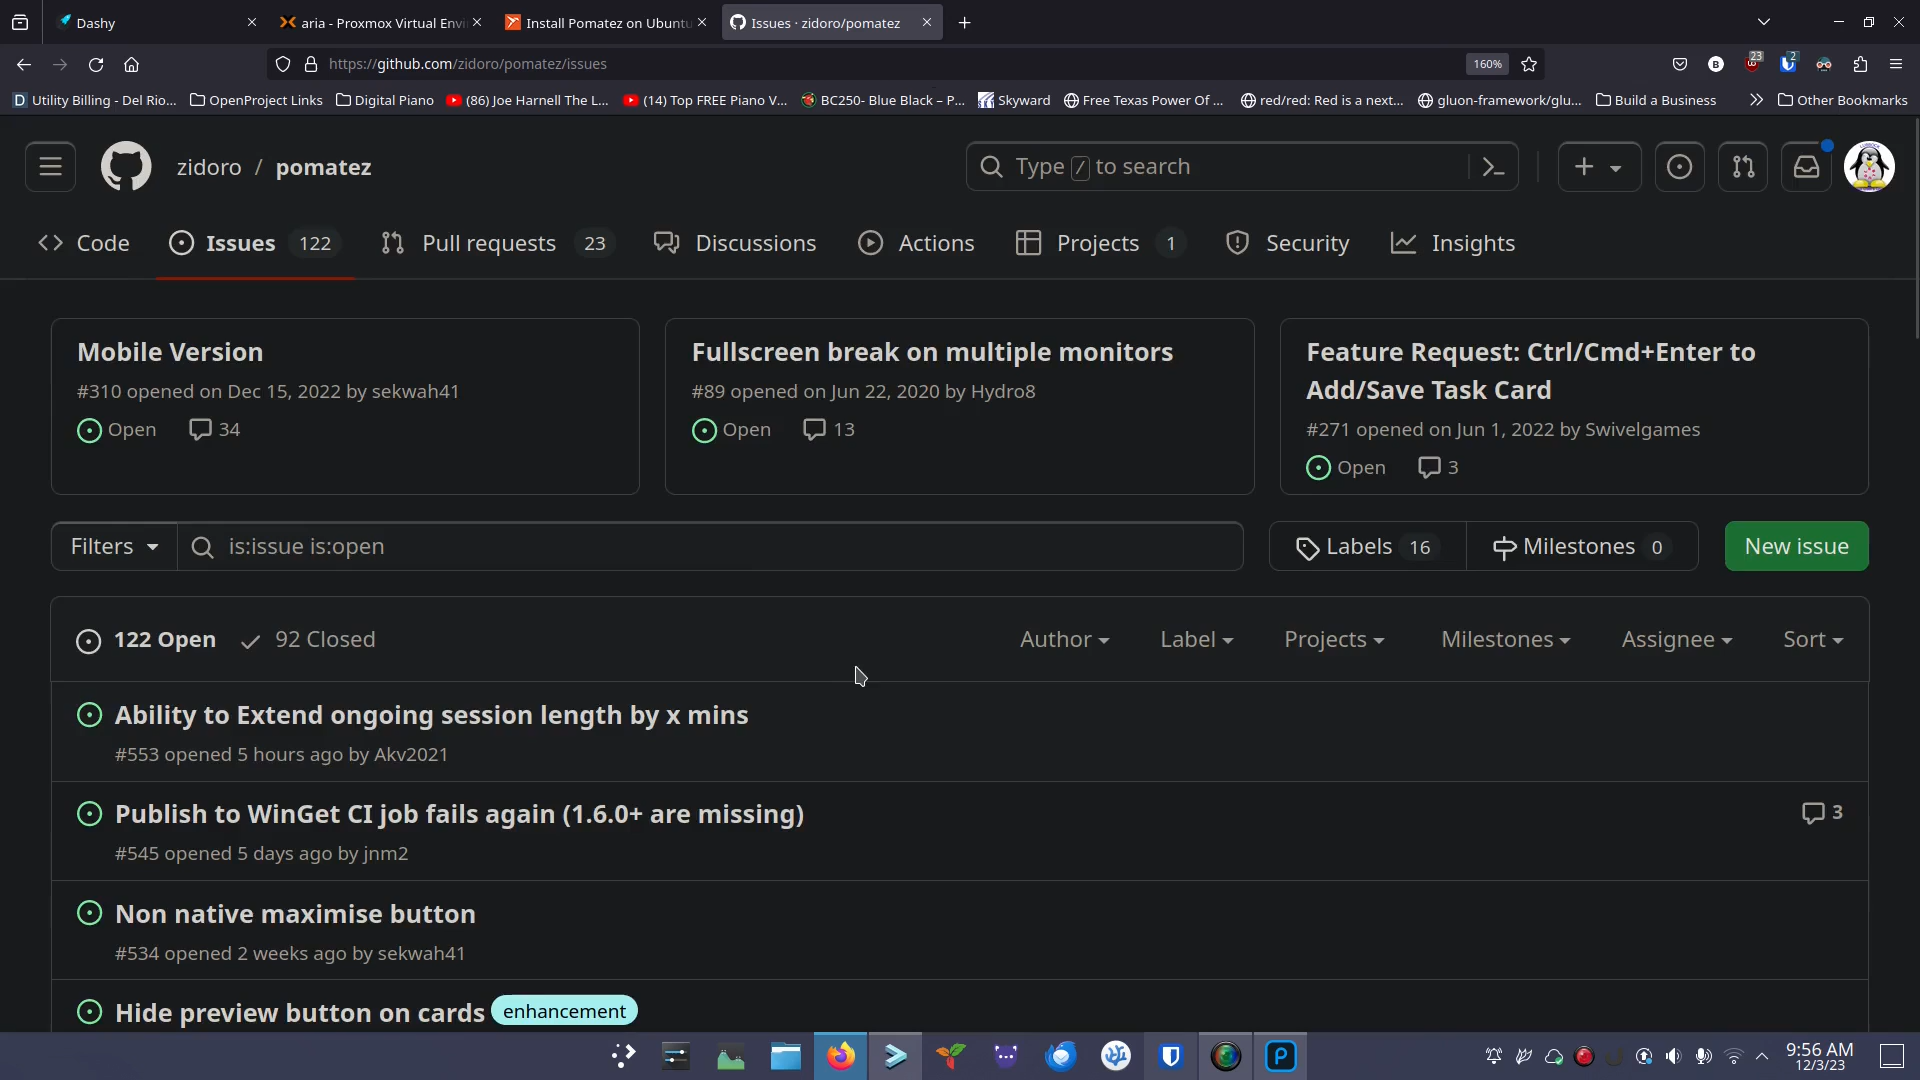 Dashy
aria - Proxmox Virtual Envi
Install Pomatez on Ubuntu
Issues · zidoro/pomatez
https://github.com/zidoro/pomatez/issues
160%
B
23
2
D Utility Billing - Del Rio...
OpenProject Links
Digital Piano
(86) Joe Harnell The L...
(14) Top FREE Piano V...
BC250- Blue Black – P...
Skyward
Free Texas Power Of ...
red/red: Red is a next...
gluon-framework/glu...
Build a Business
Other Bookmarks
zidoro / pomatez
Type / to search
Code
Issues 122
Pull requests 23
Discussions
Actions
Projects 1
Security
Insights
Mobile Version
#310 opened on Dec 15, 2022 by sekwah41
Open 34
Fullscreen break on multiple monitors
#89 opened on Jun 22, 2020 by Hydro8
Open 13
Feature Request: Ctrl/Cmd+Enter to
Add/Save Task Card
#271 opened on Jun 1, 2022 by Swivelgames
Open 3
Filters
is:issue is:open
Labels 16
Milestones 0
New issue
122 Open
92 Closed
Author
Label
Projects
Milestones
Assignee
Sort
Ability to Extend ongoing session length by x mins
#553 opened 5 hours ago by Akv2021
Publish to WinGet CI job fails again (1.6.0+ are missing)
3
#545 opened 5 days ago by jnm2
Non native maximise button
#534 opened 2 weeks ago by sekwah41
Hide preview button on cards
enhancement
P
9:56 AM
12/3/23